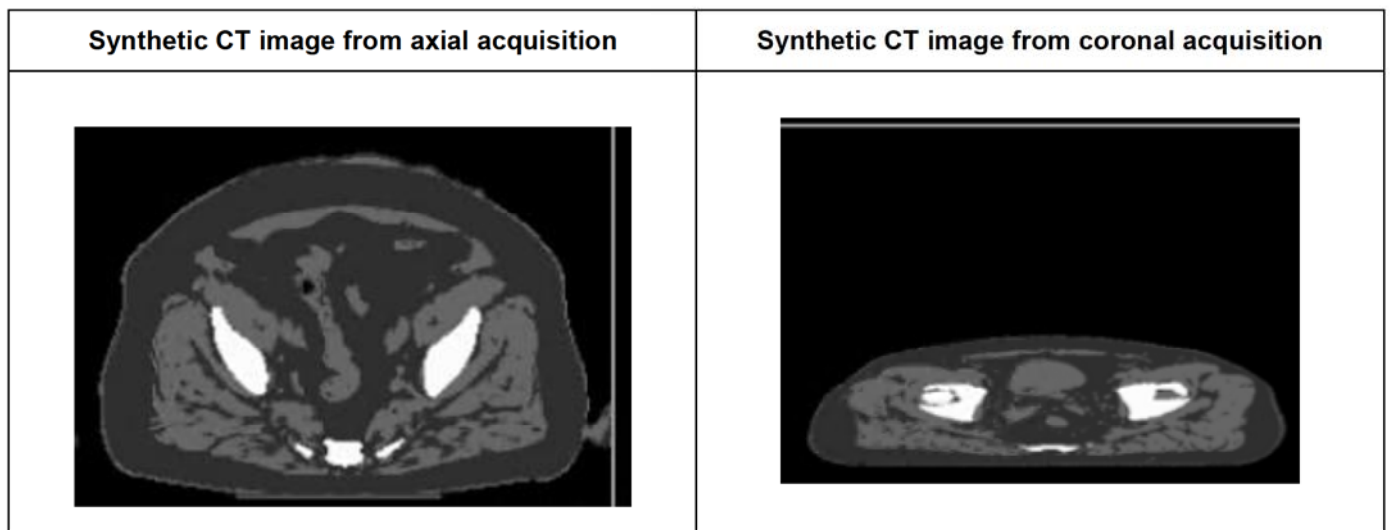 Synthetic CT image from axial acquisition
Synthetic CT image from coronal acquisition